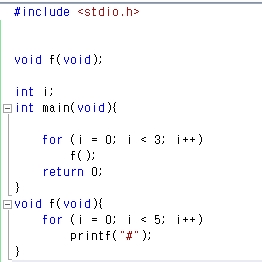 #include <stdio.h>
void f(void);
int i;
int main(void){
for (i = 0; i < 3; i++)
f();
return 0;
}
void f(void){
for (i = 0; i < 5; i++)
printf("#");
}